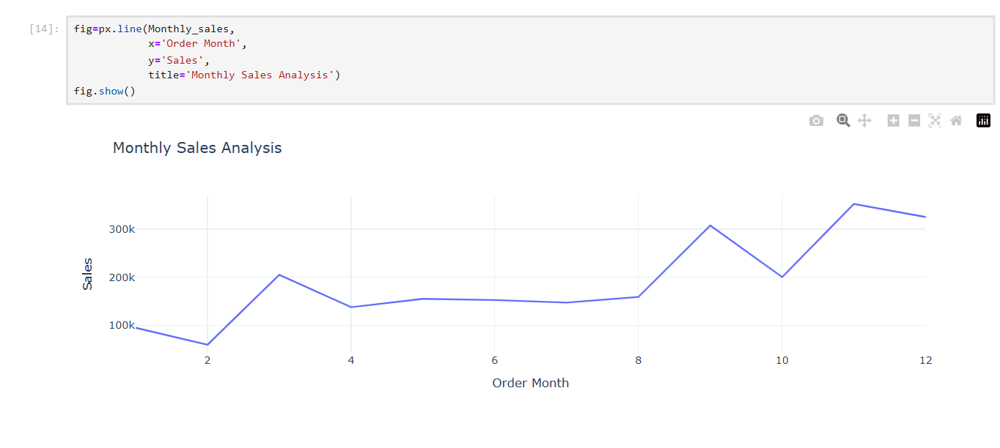 [14]:
fig=px.line(Monthly_sales,
            x='Order Month',
            y='Sales',
            title='Monthly Sales Analysis')
fig.show()
Monthly Sales Analysis
300k
200k
100k
Sales
2 4 6 8 10 12
Order Month